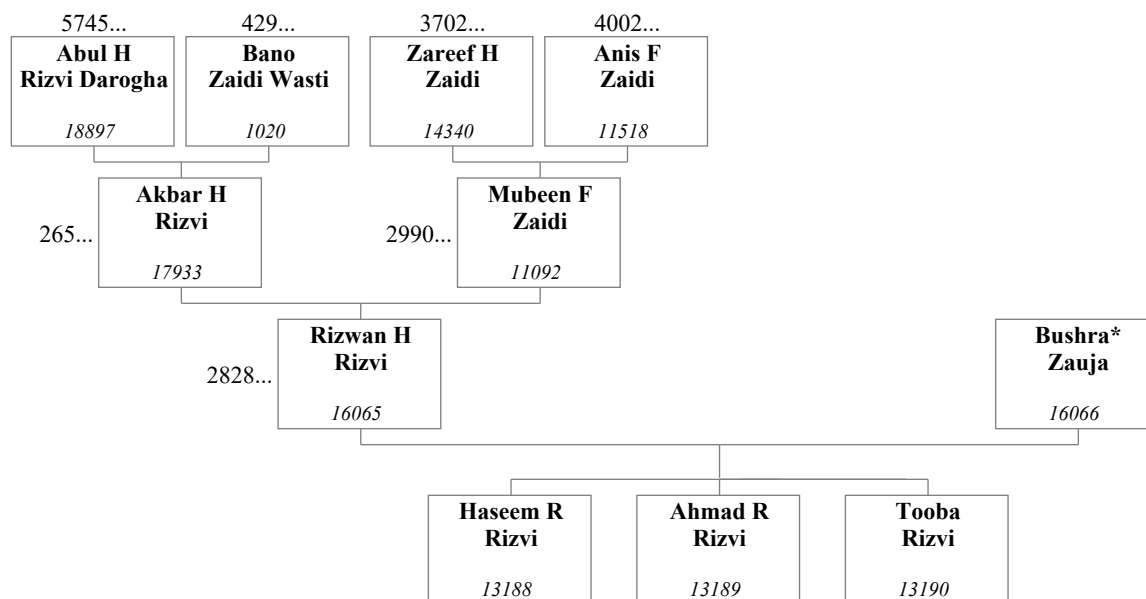 5745...
429...
3702...
4002...
Abul H
Rizvi Darogha
18897
Bano
Zaidi Wasti
1020
Zareef H
Zaidi
14340
Anis F
Zaidi
11518
265...
Akbar H
Rizvi
17933
2990...
Mubeen F
Zaidi
11092
2828...
Rizwan H
Rizvi
16065
Bushra*
Zauja
16066
Haseem R
Rizvi
13188
Ahmad R
Rizvi
13189
Tooba
Rizvi
13190